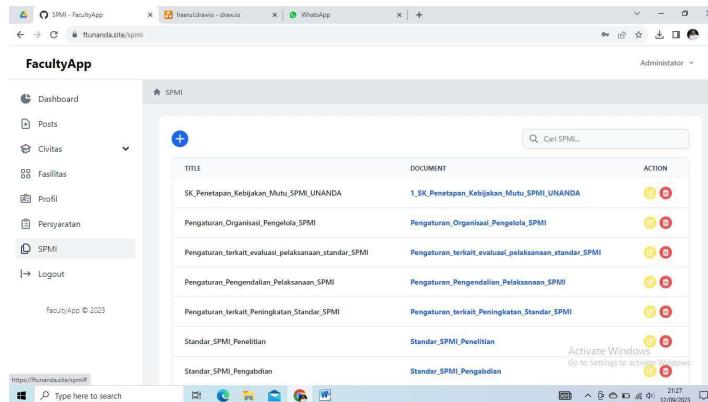 SPMI - FacultyApp
haerul.drawio - draw.io
WhatsApp
ftunanda.site/spmi
FacultyApp
Administator
Dashboard
Posts
Civitas
Fasilitas
Profil
Persyaratan
SPMI
Logout
FacultyApp © 2023
SPMI
Cari SPMI...
TITLE DOCUMENT ACTION
SK_Penetapan_Kebijakan_Mutu_SPMI_UNANDA 1_SK_Penetapan_Kebijakan_Mutu_SPMI_UNANDA
Pengaturan_Organisasi_Pengelola_SPMI Pengaturan_Organisasi_Pengelola_SPMI
Pengaturan_terkait_evaluasi_pelaksanaan_standar_SPMI Pengaturan_terkait_evaluasi_pelaksanaan_standar_SPMI
Pengaturan_Pengendalian_Pelaksanaan_SPMI Pengaturan_Pengendalian_Pelaksanaan_SPMI
Pengaturan_terkait_Peningkatan_Standar_SPMI Pengaturan_terkait_Peningkatan_Standar_SPMI
Standar_SPMI_Penelitian Standar_SPMI_Penelitian
Standar_SPMI_Pengabdian Standar_SPMI_Pengabdian
Activate Windows
Go to Settings to activate Windows.
https://ftunanda.site/spmi#
Type here to search
21:27
12/09/2023